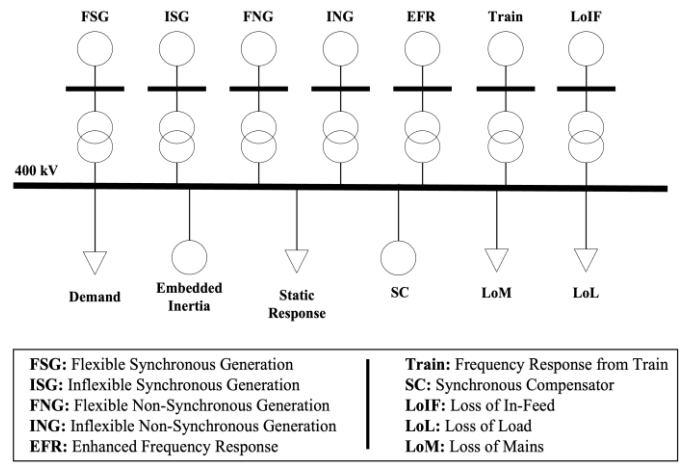 FSG ISG FNG ING EFR Train LoIF
400 kV
Demand Embedded Inertia Static Response SC LoM LoL
FSG: Flexible Synchronous Generation
ISG: Inflexible Synchronous Generation
FNG: Flexible Non-Synchronous Generation
ING: Inflexible Non-Synchronous Generation
EFR: Enhanced Frequency Response
Train: Frequency Response from Train
SC: Synchronous Compensator
LoIF: Loss of In-Feed
LoL: Loss of Load
LoM: Loss of Mains